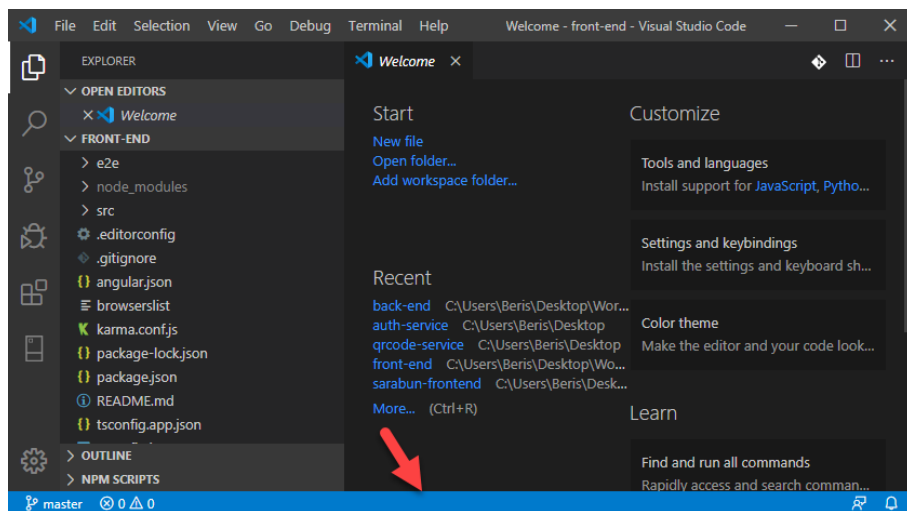 File Edit Selection View Go Debug Terminal Help Welcome - front-end - Visual Studio Code
EXPLORER
OPEN EDITORS
Welcome
FRONT-END
e2e
node_modules
src
.editorconfig
.gitignore
angular.json
browserslist
karma.conf.js
package-lock.json
package.json
README.md
tsconfig.app.json
OUTLINE
NPM SCRIPTS
Welcome
Start
New file
Open folder...
Add workspace folder...
Recent
back-end C:\Users\Beris\Desktop\Wor...
auth-service C:\Users\Beris\Desktop
qrcode-service C:\Users\Beris\Desktop
front-end C:\Users\Beris\Desktop\Wo...
sarabun-frontend C:\Users\Beris\Desk...
More... (Ctrl+R)
Customize
Tools and languages
Install support for JavaScript, Pytho...
Settings and keybindings
Install the settings and keyboard sh...
Color theme
Make the editor and your code look...
Learn
Find and run all commands
Rapidly access and search comman...
master 0 0